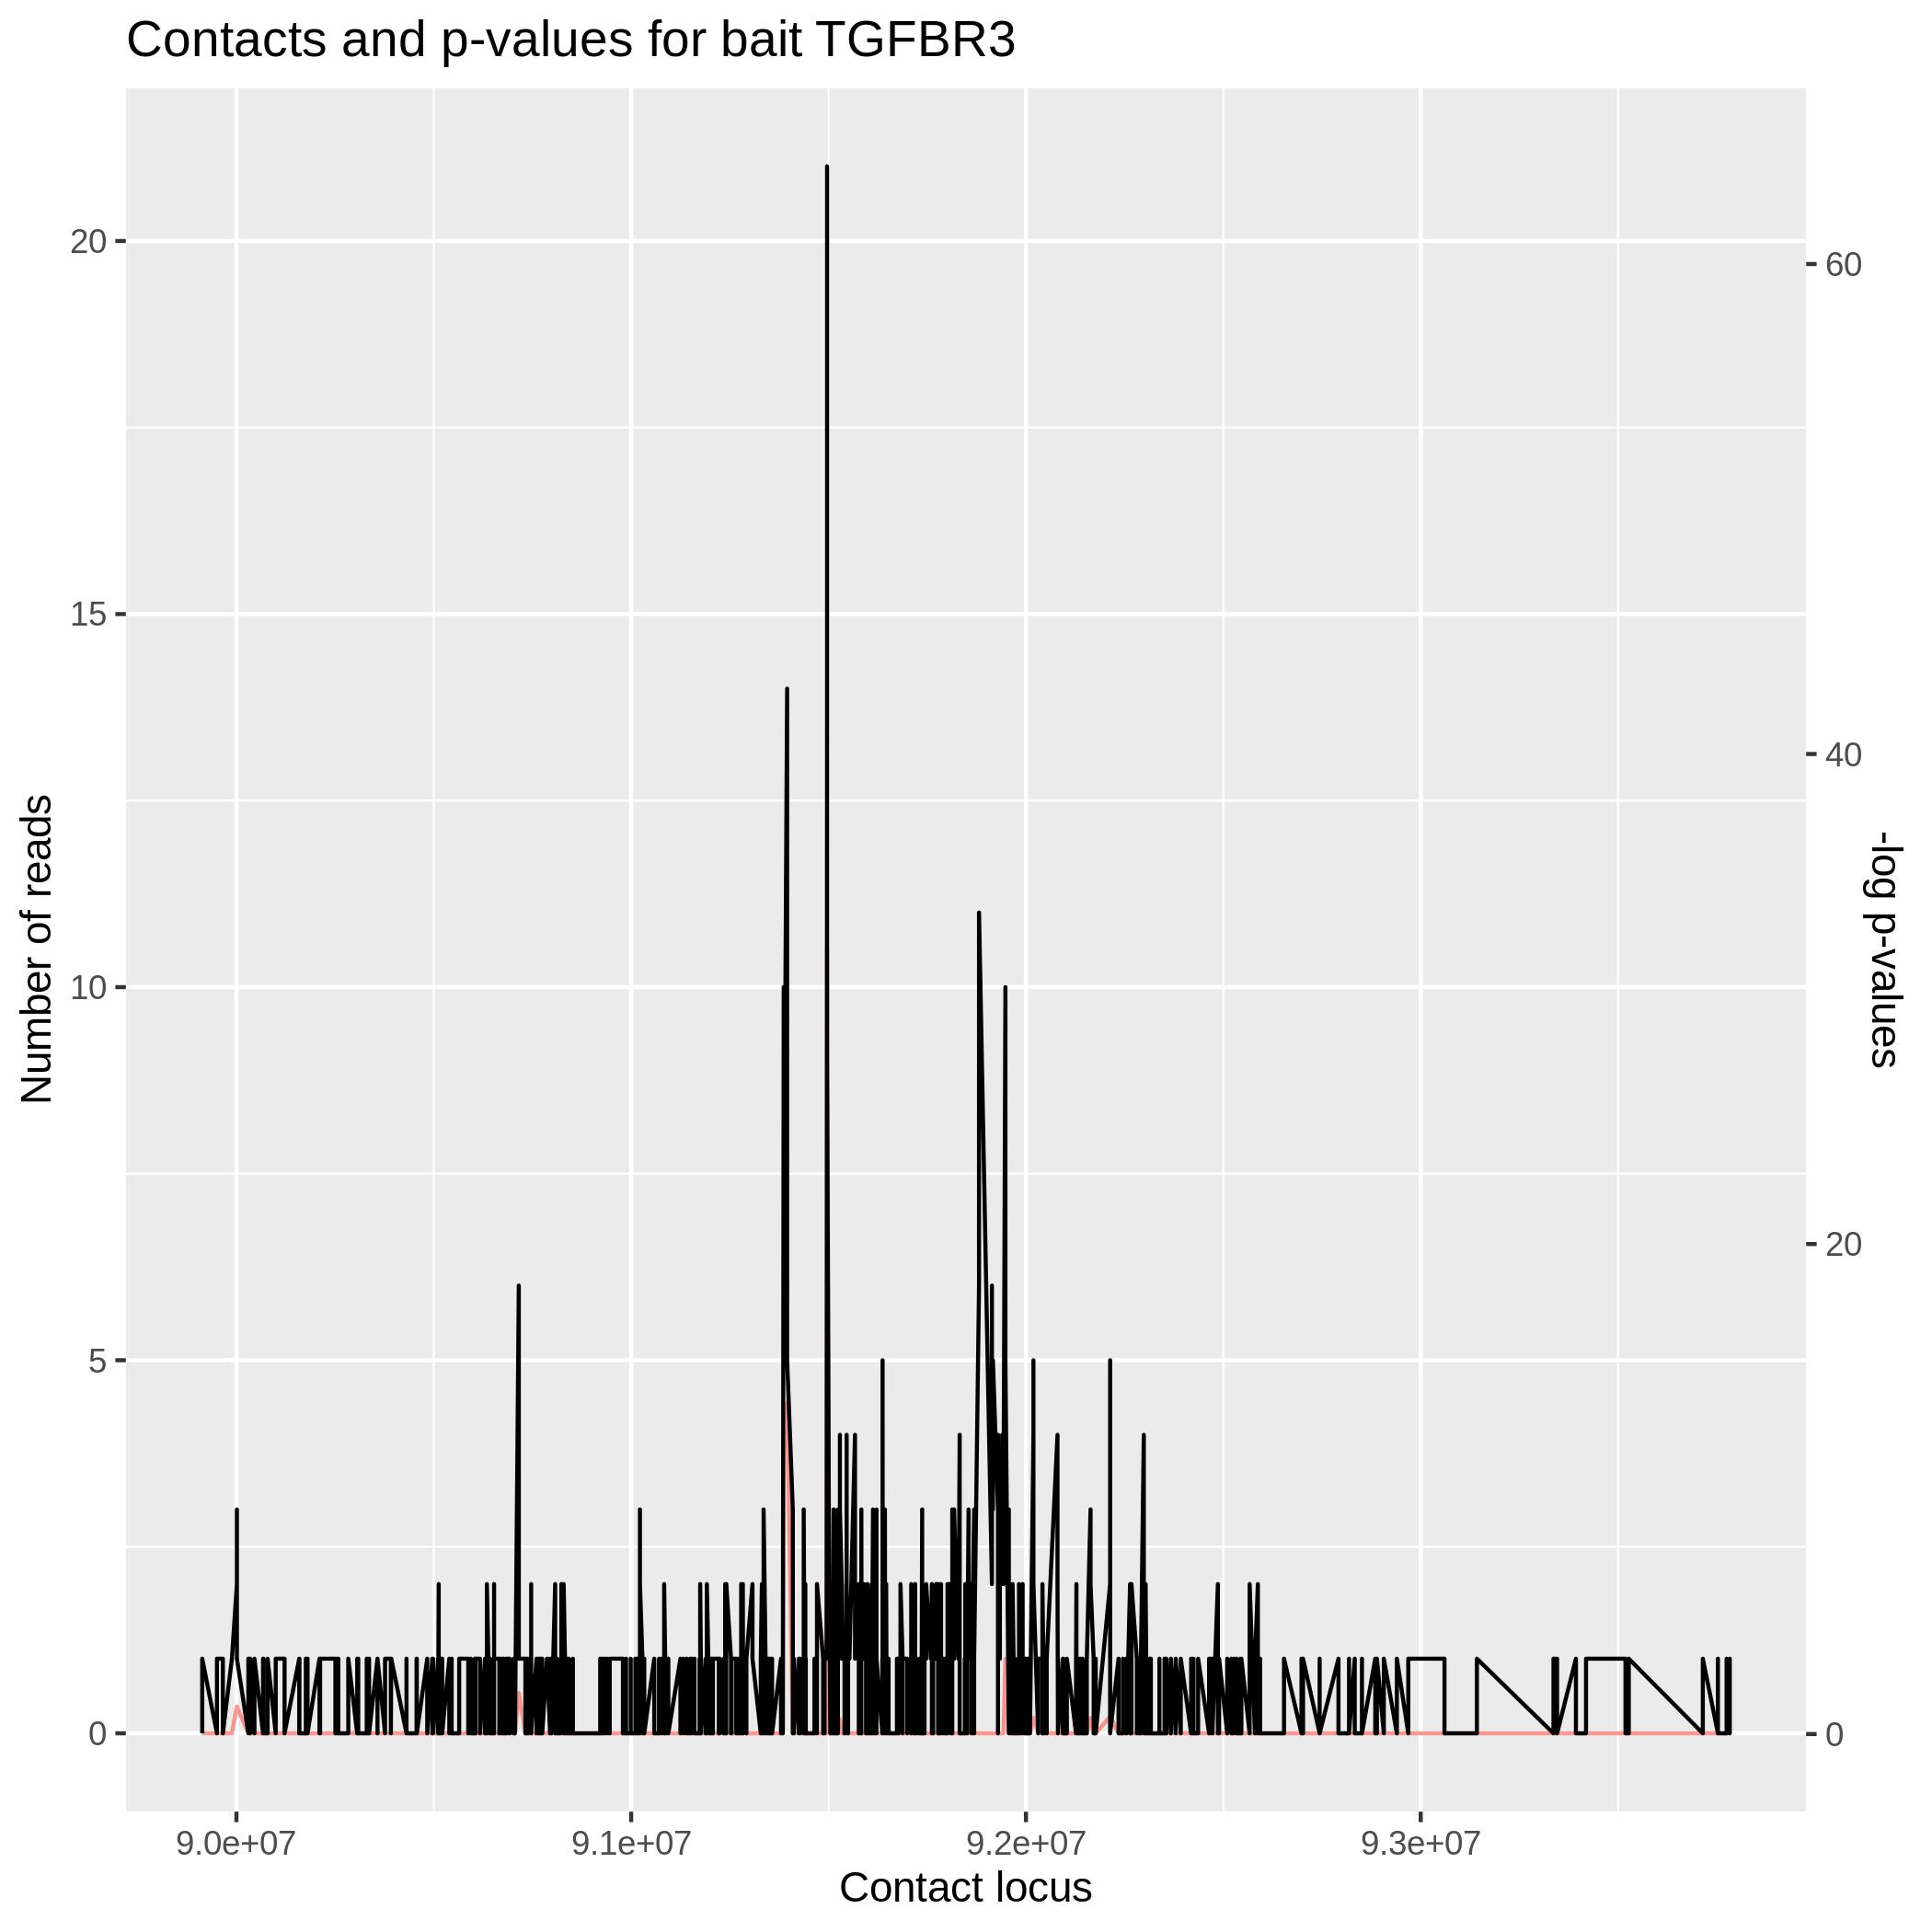 Contacts and p-values for bait TGFBR3
20
15
10
5
0
Number of reads
60
40
20
0
-log p-values
9.0e+07
9.1e+07
9.2e+07
9.3e+07
Contact locus